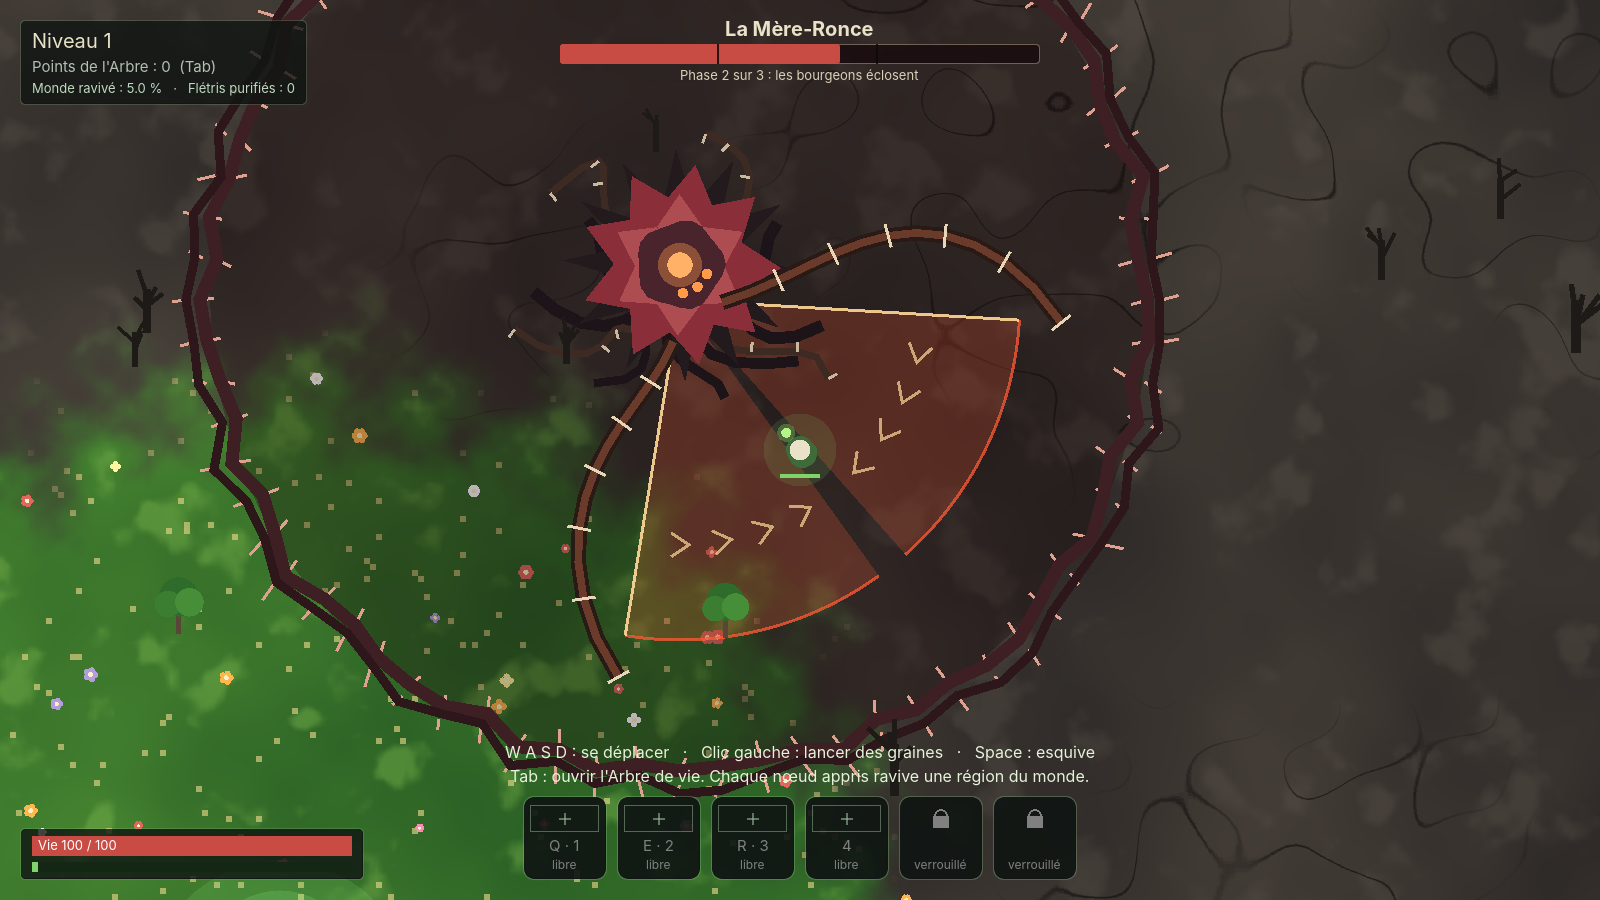 Niveau 1
Points de l'Arbre : 0 (Tab)
Monde ravivé : 5.0 % · Flétris purifiés : 0
La Mère-Ronce
Phase 2 sur 3 : les bourgeons éclosent
W A S D : se déplacer · Clic gauche : lancer des graines · Space : esquive
Tab : ouvrir l'Arbre de vie. Chaque nœud appris ravive une région du monde.
Vie 100 / 100
Q · 1
libre
E · 2
libre
R · 3
libre
4
libre
verrouillé
verrouillé